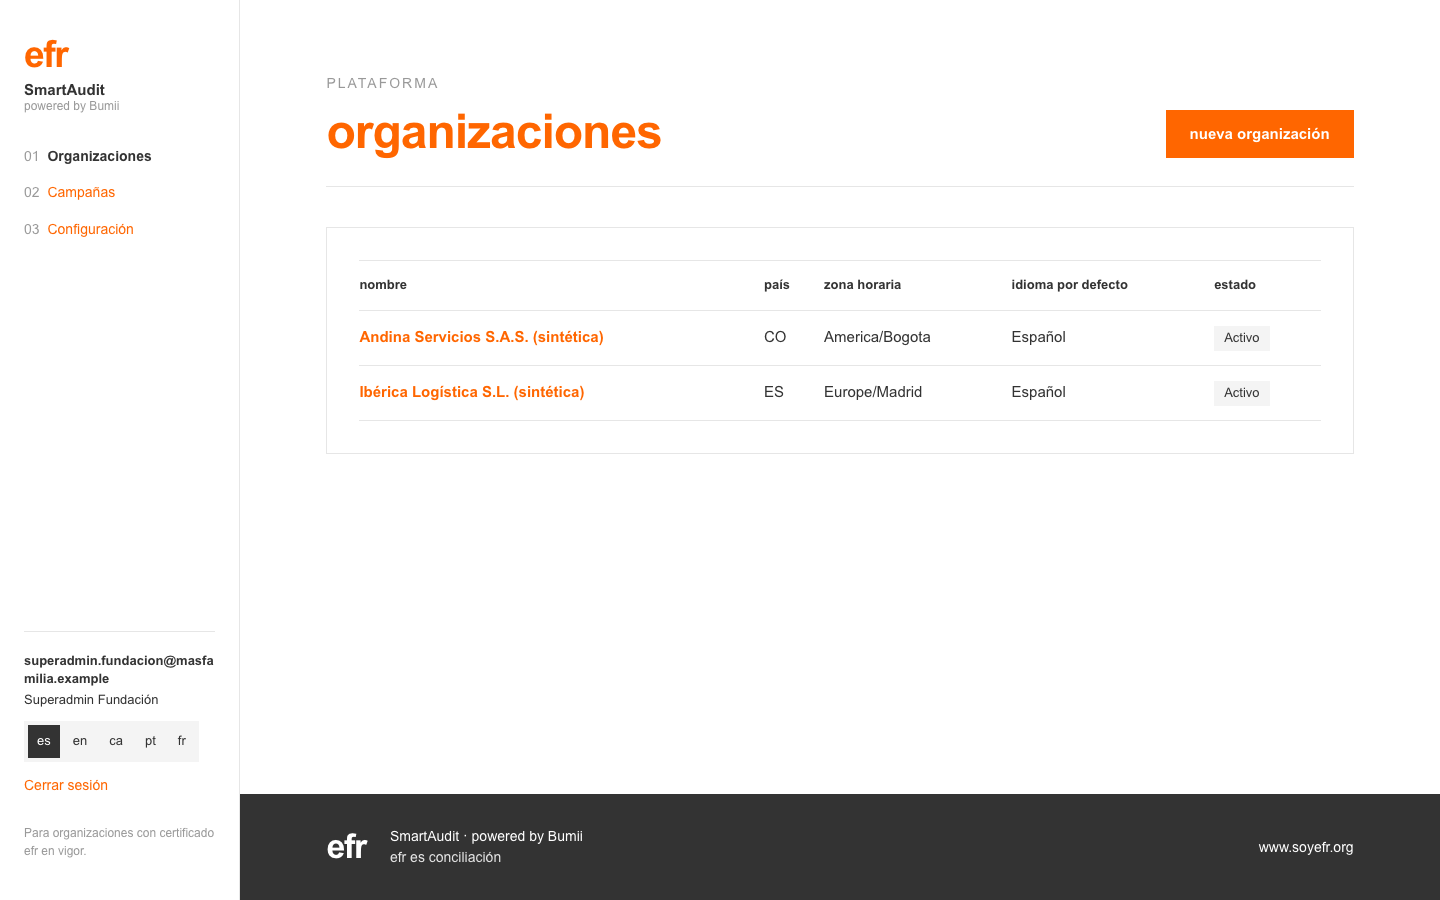 efr
SmartAudit
powered by Bumii
01 Organizaciones
02 Campañas
03 Configuración
superadmin.fundacion@masfa
milia.example
Superadmin Fundación
es en ca pt fr
Cerrar sesión
Para organizaciones con certificado
efr en vigor.
PLATAFORMA
organizaciones
nueva organización
nombre país zona horaria idioma por defecto estado
Andina Servicios S.A.S. (sintética) CO America/Bogota Español Activo
Ibérica Logística S.L. (sintética) ES Europe/Madrid Español Activo
efr
SmartAudit · powered by Bumii
efr es conciliación
www.soyefr.org